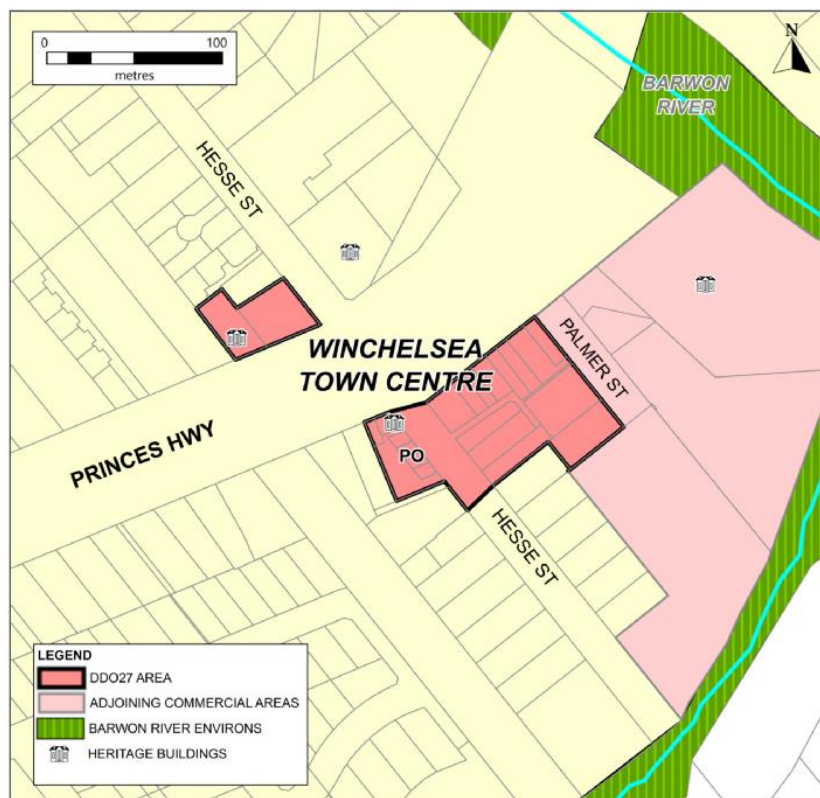 0 100
metres
N
BARWON
RIVER
HESSE ST
WINCHELSEA
TOWN CENTRE
PALMER ST
PRINCES HWY
PO
HESSE ST
LEGEND
DDO27 AREA
ADJOINING COMMERCIAL AREAS
BARWON RIVER ENVIRONS
HERITAGE BUILDINGS